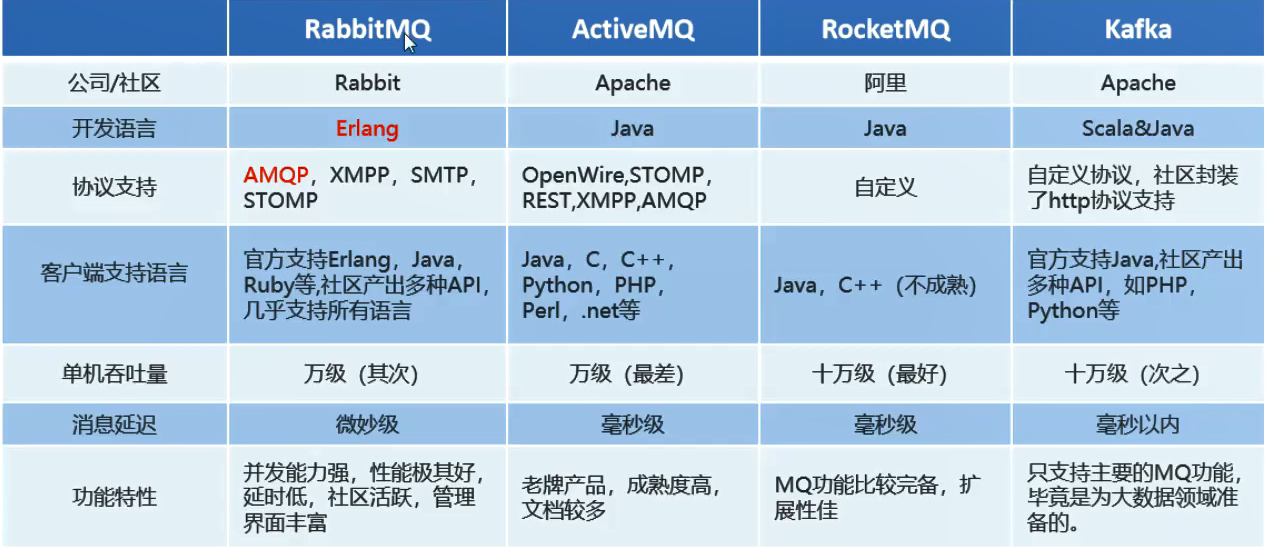 RabbitMQ ActiveMQ RocketMQ Kafka
公司/社区 Rabbit Apache 阿里 Apache
开发语言 Erlang Java Java Scala&Java
协议支持
AMQP，XMPP，SMTP，
STOMP
OpenWire,STOMP，
REST,XMPP,AMQP
自定义
自定义协议，社区封装
了http协议支持
客户端支持语言
官方支持Erlang，Java，
Ruby等,社区产出多种API，
几乎支持所有语言
Java，C，C++，
Python，PHP，
Perl，.net等
Java，C++（不成熟）
官方支持Java,社区产出
多种API，如PHP，
Python等
单机吞吐量 万级（其次） 万级（最差） 十万级（最好） 十万级（次之）
消息延迟 微妙级 毫秒级 毫秒级 毫秒以内
功能特性
并发能力强，性能极其好，
延时低，社区活跃，管理
界面丰富
老牌产品，成熟度高，
文档较多
MQ功能比较完备，扩
展性佳
只支持主要的MQ功能，
毕竟是为大数据领域准
备的。